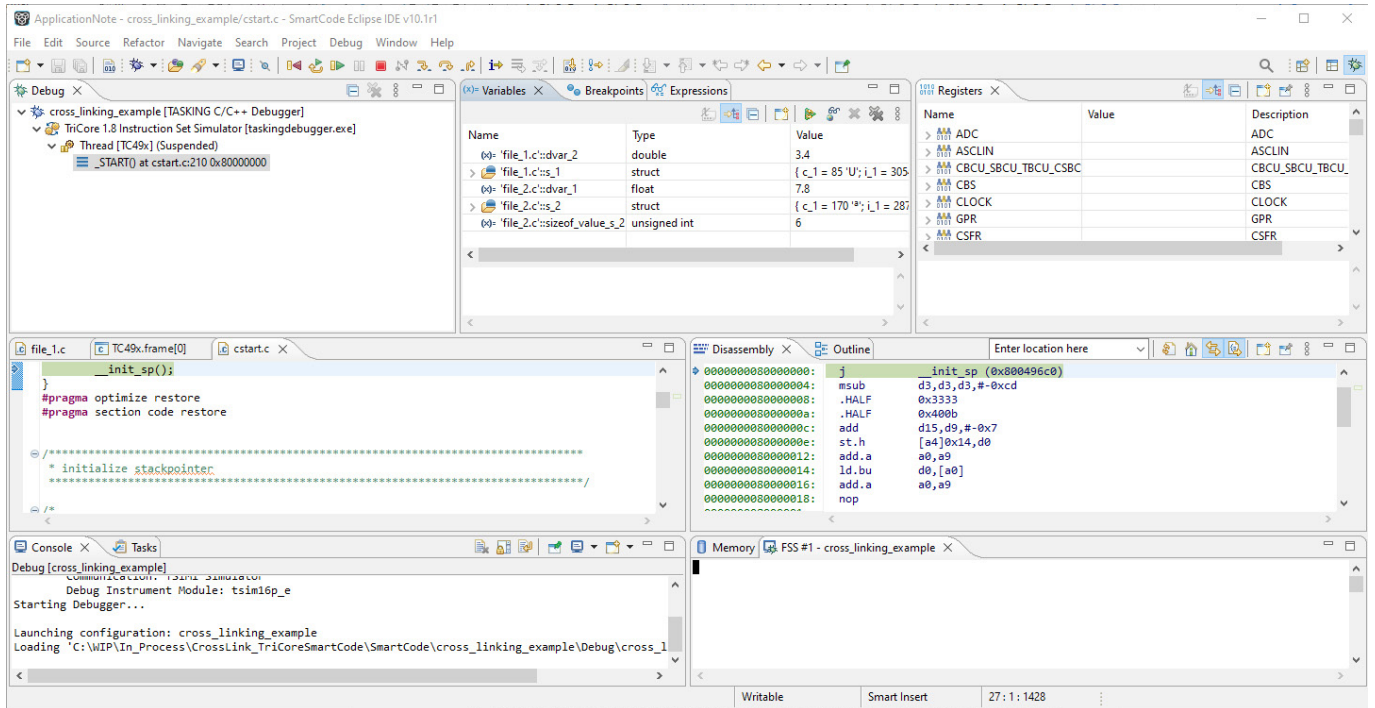 ApplicationNote - cross_linking_example/cstart.c - SmartCode Eclipse IDE v10.1r1
File Edit Source Refactor Navigate Search Project Debug Window Help
Debug
cross_linking_example [TASKING C/C++ Debugger]
TriCore 1.8 Instruction Set Simulator [taskingdebugger.exe]
Thread [TC49x] (Suspended)
_START() at cstart.c:210 0x80000000
(x)= Variables Breakpoints Expressions
Name Type Value
(x)= 'file_1.c'::dvar_2 double 3.4
'file_1.c'::s_1 struct { c_1 = 85 'U'; i_1 = 305
(x)= 'file_2.c'::dvar_1 float 7.8
'file_2.c'::s_2 struct { c_1 = 170 'ª'; i_1 = 287
(x)= 'file_2.c'::sizeof_value_s_2 unsigned int 6
Registers
Name Value Description
ADC ADC
ASCLIN ASCLIN
CBCU_SBCU_TBCU_CSBC CBCU_SBCU_TBCU_
CBS CBS
CLOCK CLOCK
GPR GPR
CSFR CSFR
file_1.c TC49x.frame[0] cstart.c
__init_sp();
}
#pragma optimize restore
#pragma section code restore
/*******************************************************************************
* initialize stackpointer
*******************************************************************************/
/*
Disassembly Outline Enter location here
0000000080000000: j __init_sp (0x800496c0)
0000000080000004: msub d3,d3,d3,#-0xcd
0000000080000008: .HALF 0x3333
000000008000000a: .HALF 0x400b
000000008000000c: add d15,d9,#-0x7
000000008000000e: st.h [a4]0x14,d0
0000000080000012: add.a a0,a9
0000000080000014: ld.bu d0,[a0]
0000000080000016: add.a a0,a9
0000000080000018: nop
Console Tasks
Debug [cross_linking_example]
Communication: TSIM1 Simulator
Debug Instrument Module: tsim16p_e
Starting Debugger...
Launching configuration: cross_linking_example
Loading 'C:\WIP\In_Process\CrossLink_TriCoreSmartCode\SmartCode\cross_linking_example\Debug\cross_l
Memory FSS #1 - cross_linking_example
Writable Smart Insert 27 : 1 : 1428